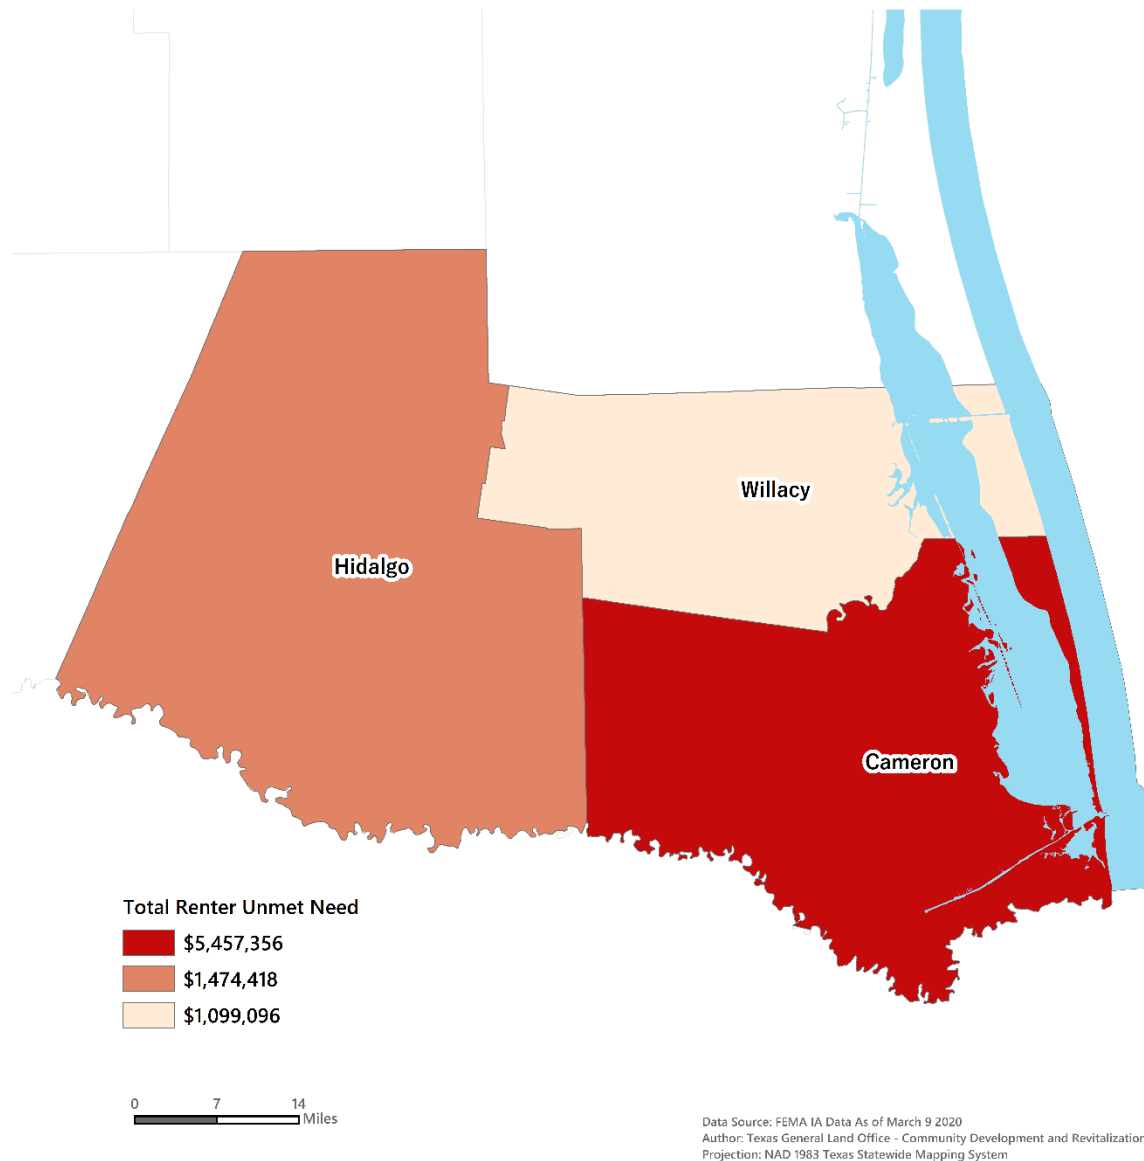 Willacy
Hidalgo
Cameron
Total Renter Unmet Need
$5,457,356
$1,474,418
$1,099,096
0 7 14
Miles
Data Source: FEMA IA Data As of March 9 2020
Author: Texas General Land Office - Community Development and Revitalization
Projection: NAD 1983 Texas Statewide Mapping System